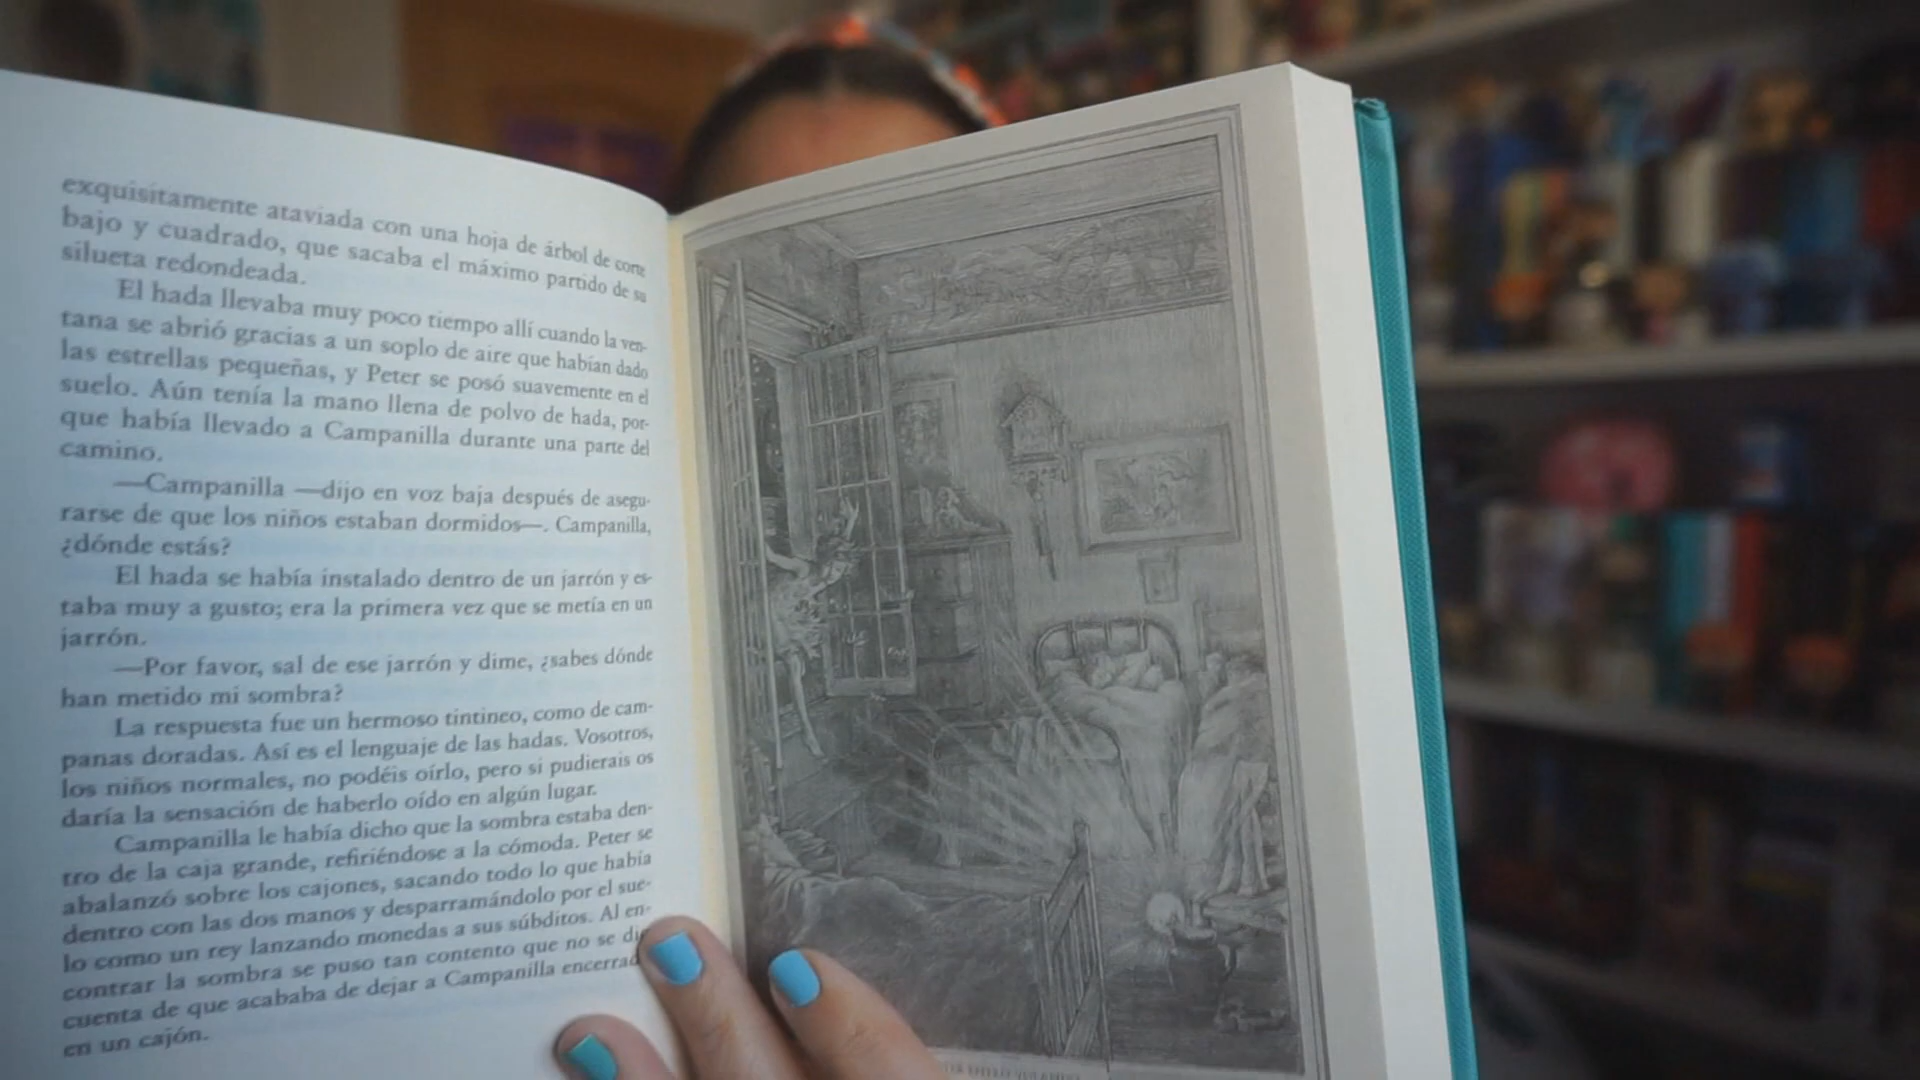 exquisitamente ataviada con una hoja de árbol de corte
bajo y cuadrado, que sacaba el máximo partido de su
silueta redondeada.
El hada llevaba muy poco tiempo allí cuando la ven-
tana se abrió gracias a un soplo de aire que habían dado
las estrellas pequeñas, y Peter se posó suavemente en el
suelo. Aún tenía la mano llena de polvo de hada, por-
que había llevado a Campanilla durante una parte del
camino.
—Campanilla —dijo en voz baja después de asegu-
rarse de que los niños estaban dormidos—. Campanilla,
¿dónde estás?
El hada se había instalado dentro de un jarrón y es-
taba muy a gusto; era la primera vez que se metía en un
jarrón.
—Por favor, sal de ese jarrón y dime, ¿sabes dónde
han metido mi sombra?
La respuesta fue un hermoso tintineo, como de cam-
panas doradas. Así es el lenguaje de las hadas. Vosotros,
los niños normales, no podéis oírlo, pero si pudierais os
daría la sensación de haberlo oído en algún lugar.
Campanilla le había dicho que la sombra estaba den-
tro de la caja grande, refiriéndose a la cómoda. Peter se
abalanzó sobre los cajones, sacando todo lo que había
dentro con las dos manos y desparramándolo por el sue-
lo como un rey lanzando monedas a sus súbditos. Al en-
contrar la sombra se puso tan contento que no se dio
cuenta de que acababa de dejar a Campanilla encerrada
en un cajón.